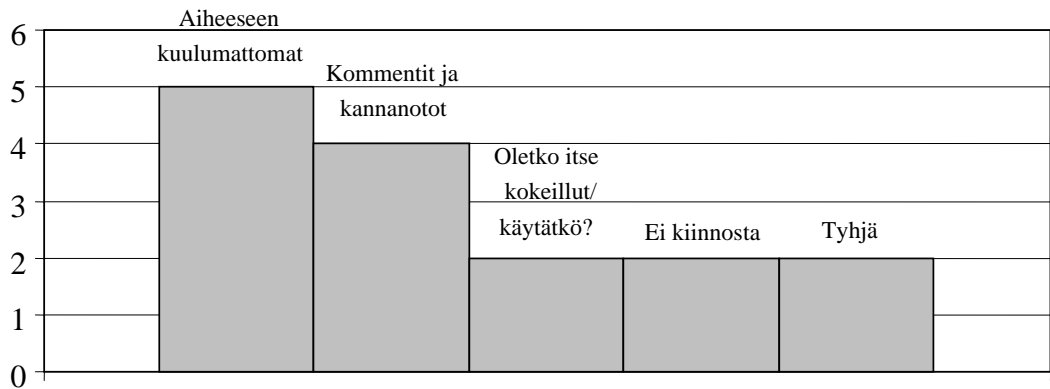 Aiheeseen
kuulumattomat
Kommentit ja
kannanotot
Oletko itse
kokeillut/
käytätkö?
Ei kiinnosta
Tyhjä
6
5
4
3
2
1
0